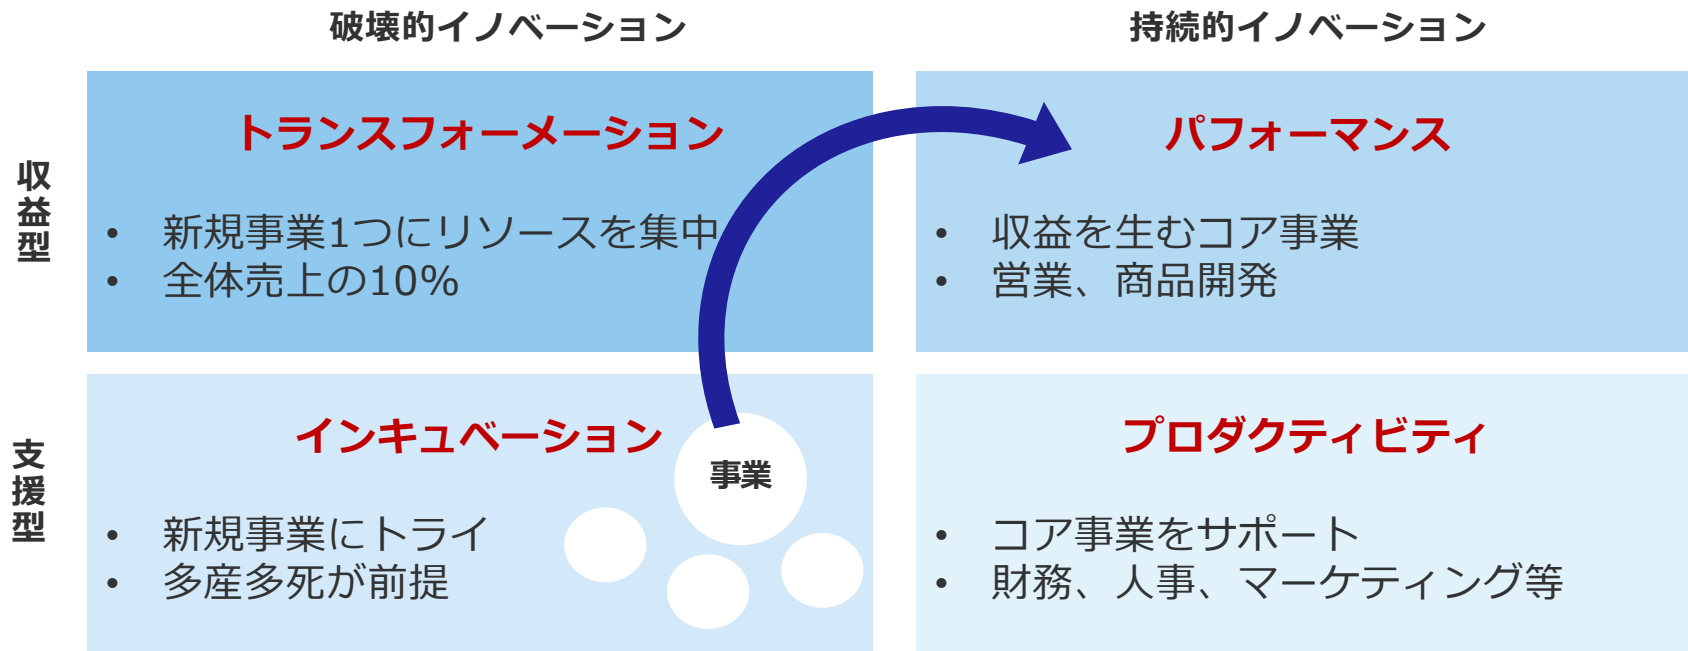 破壊的イノベーション
持続的イノベーション
収益型
トランスフォーメーション
• 新規事業1つにリソースを集中
• 全体売上の10%
パフォーマンス
• 収益を生むコア事業
• 営業、商品開発
支援型
インキュベーション
事業
• 新規事業にトライ
• 多産多死が前提
プロダクティビティ
• コア事業をサポート
• 財務、人事、マーケティング等